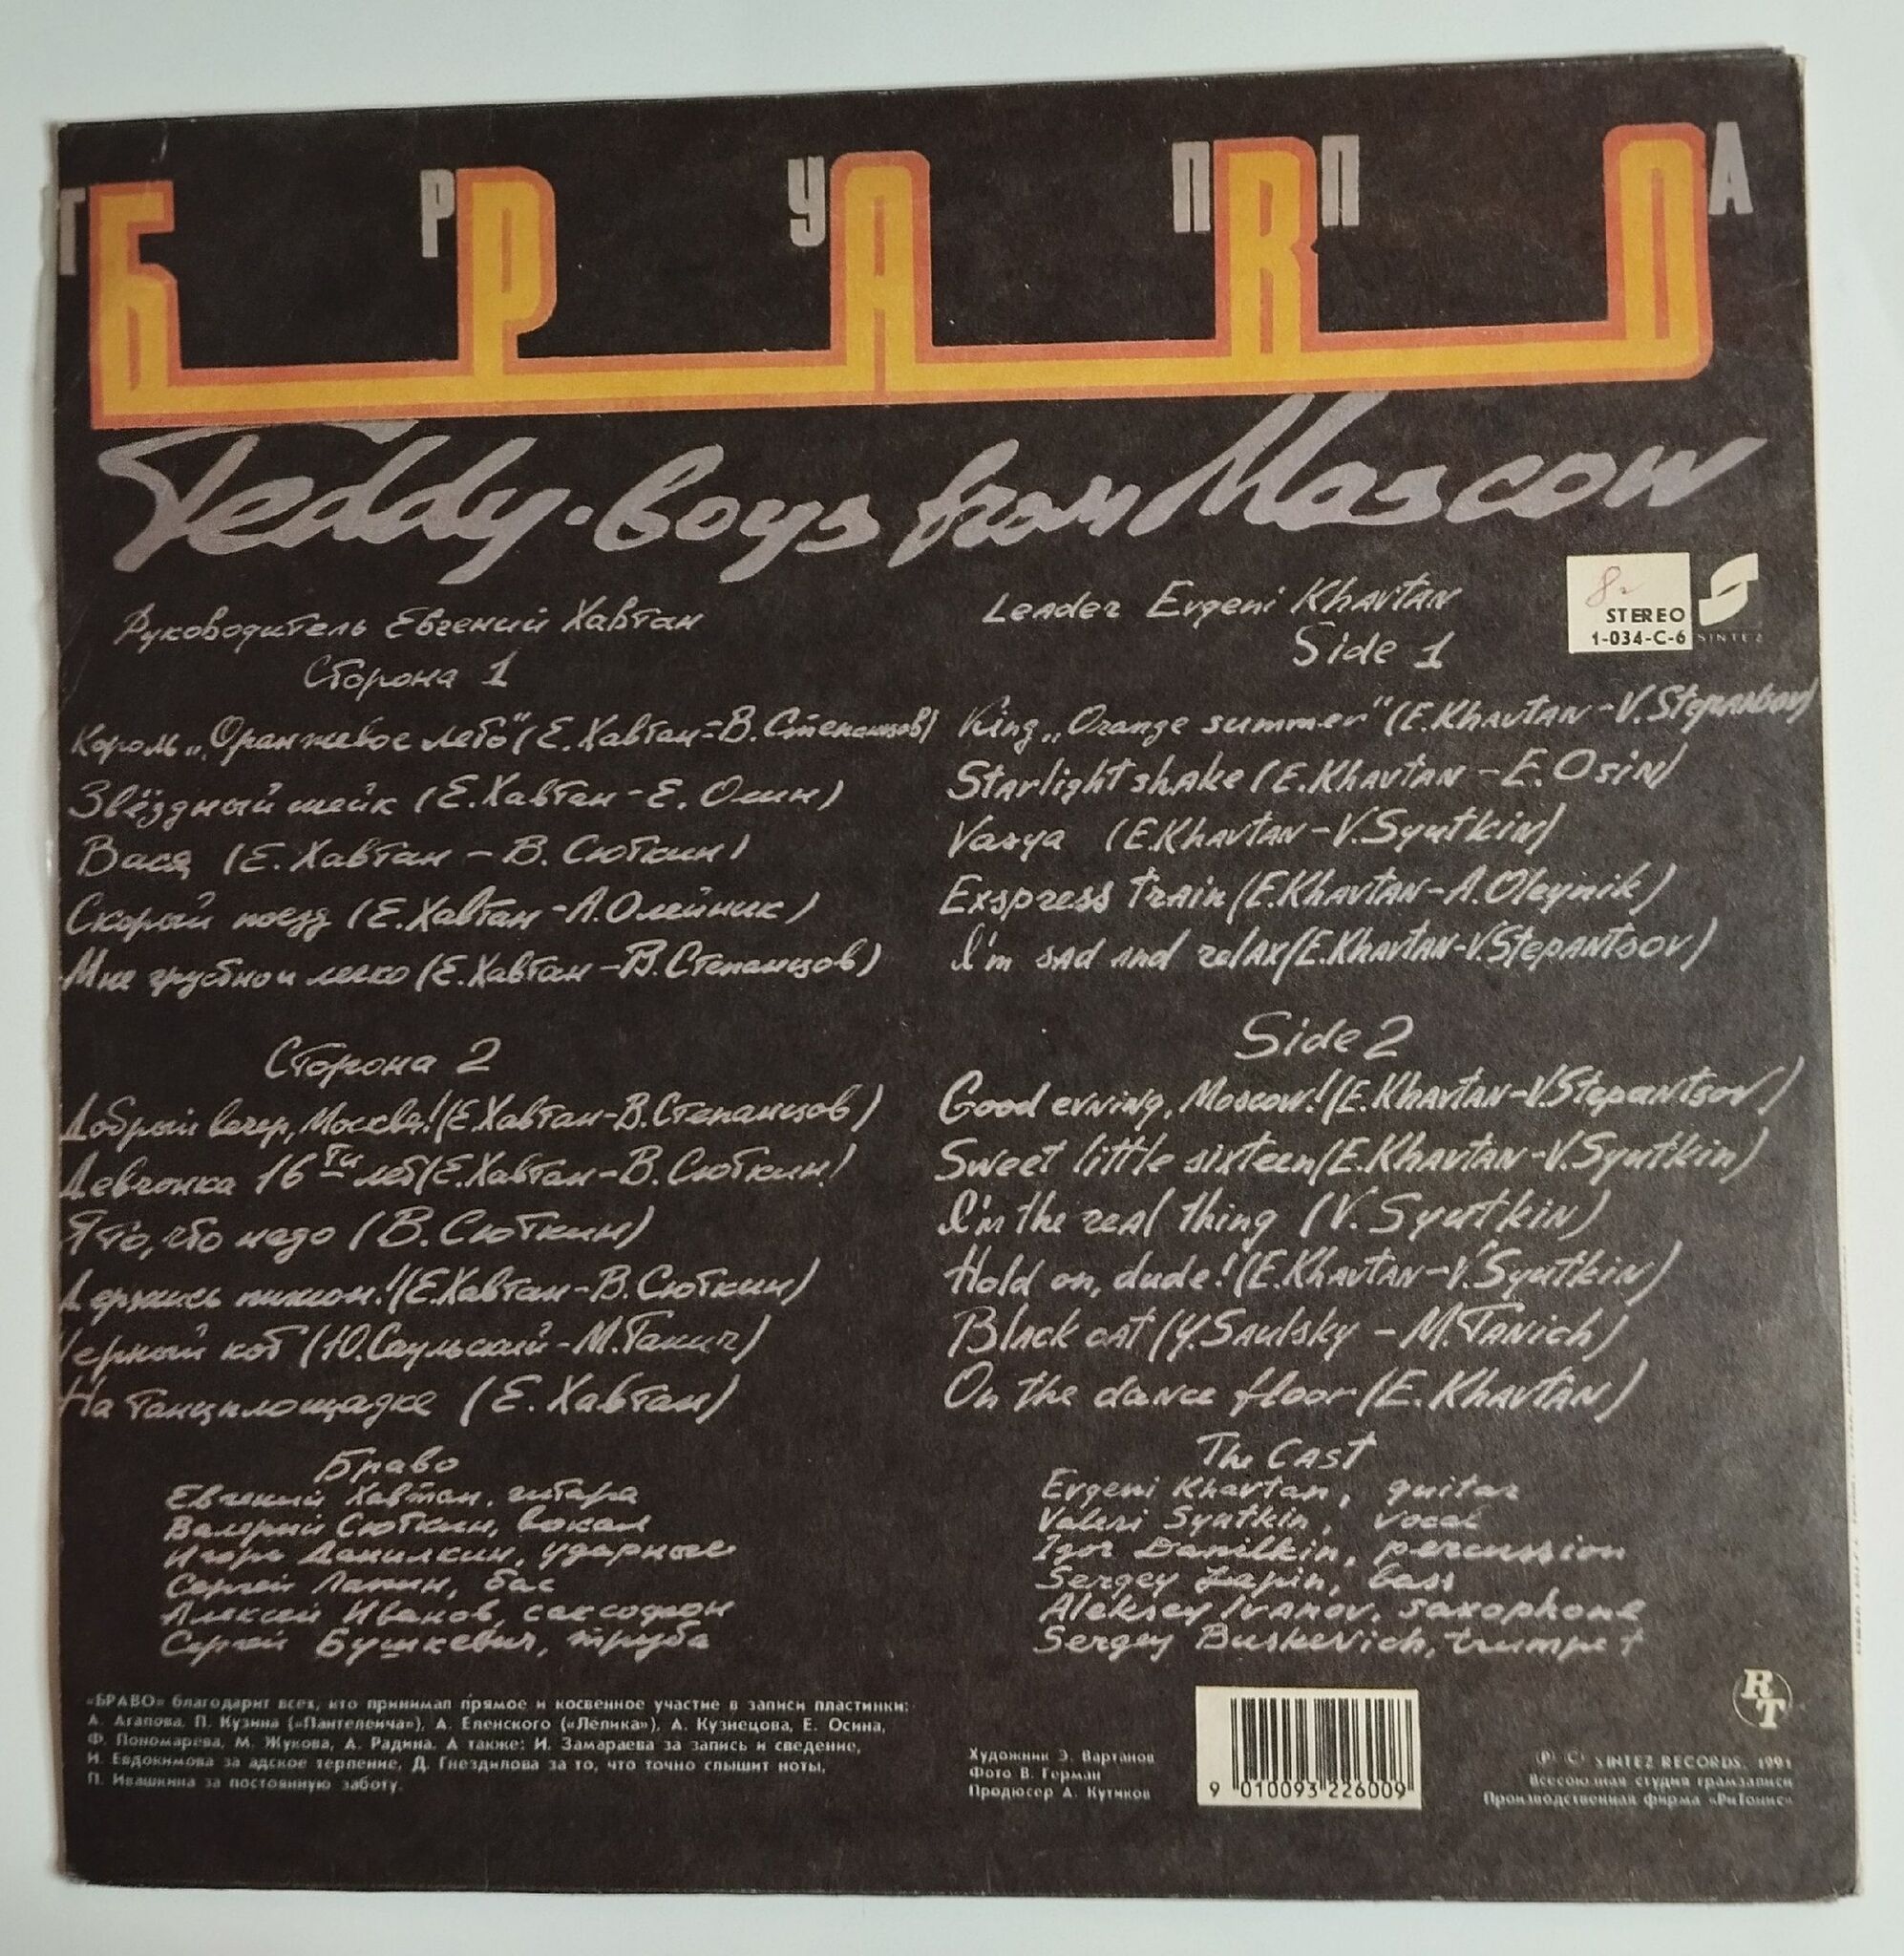 ГРУППА
БРАВО
Teddy-boys from Moscow
Руководитель Евгений Хавтан
Сторона 1
Король „Оранжевое лето" (Е. Хавтан-В. Степанцов)
Звёздный шейк (Е. Хавтан-Е. Осин)
Вася (Е. Хавтан-В. Сюткин)
Скорый поезд (Е. Хавтан-А. Олейник)
Мне грустно и легко (Е. Хавтан-В. Степанцов)
Сторона 2
Добрый вечер, Москва! (Е. Хавтан-В. Степанцов)
Девчонка 16ти лет (Е. Хавтан-В. Сюткин)
Я то, что надо (В. Сюткин)
Держись пижон! (Е. Хавтан-В. Сюткин)
Черный кот (Ю. Саульский-М. Танич)
На танцплощадке (Е. Хавтан)
Браво
Евгений Хавтан, гитара
Валерий Сюткин, вокал
Игорь Данилкин, ударные
Сергей Лапин, бас
Алексей Иванов, саксофон
Сергей Бушкевич, труба
Leader Evgeni Khavtan
Side 1
King „Orange summer" (E. Khavtan-V. Stepantsov)
Starlight shake (E. Khavtan-E. Osin)
Vasya (E. Khavtan-V. Syutkin)
Exspress train (E. Khavtan-A. Oleynik)
I'm sad and relax (E. Khavtan-V. Stepantsov)
Side 2
Good evning, Moscow! (E. Khavtan-V. Stepantsov)
Sweet little sixteen (E. Khavtan-V. Syutkin)
I'm the real thing (V. Syutkin)
Hold on, dude! (E. Khavtan-V. Syutkin)
Black cat (Y. Saulsky-M. Tanich)
On the dance floor (E. Khavtan)
The Cast
Evgeni Khavtan, guitar
Valeri Syutkin, vocal
Igor Danilkin, percussion
Sergey Lapin, bass
Aleksey Ivanov, saxophone
Sergey Buskevich, trumpet
STEREO
1-034-C-6
SINTEZ
«БРАВО» благодарит всех, кто принимал прямое и косвенное участие в записи пластинки:
А. Агапова, П. Кузина («Пантелеича»), А. Еленского («Лелика»), А. Кузнецова, Е. Осина,
Ф. Пономарева, М. Жукова, А. Радина. А также: И. Замараева за запись и сведение,
И. Евдокимова за адское терпение, Д. Гнездилова за то, что точно слышит ноты,
П. Ивашкина за постоянную заботу.
Художник Э. Вартанов
Фото В. Герман
Продюсер А. Кутиков
9 010093 226009
RT
(P) (C) SINTEZ RECORDS. 1991
Всесоюзная студия грамзаписи
Производственная фирма «РиТонис»